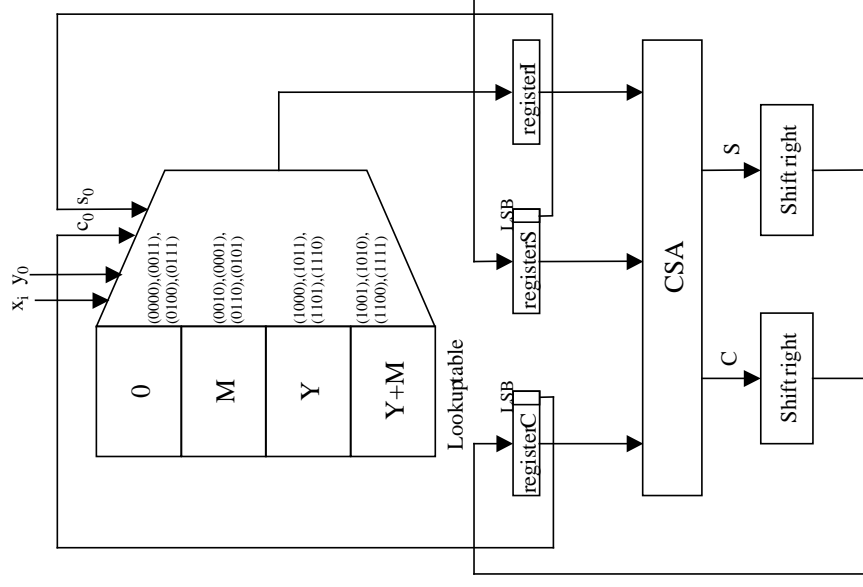 x_i y_0 c_0 s_0
(0000),(0011),
(0100),(0111)
(0010),(0001),
(0110),(0101)
(1000),(1011),
(1101),(1110)
(1001),(1010),
(1100),(1111)
0
M
Y
Y+M
Lookuptable
LSB
registerC
LSB
registerS
registerI
CSA
C
S
Shift right
Shift right